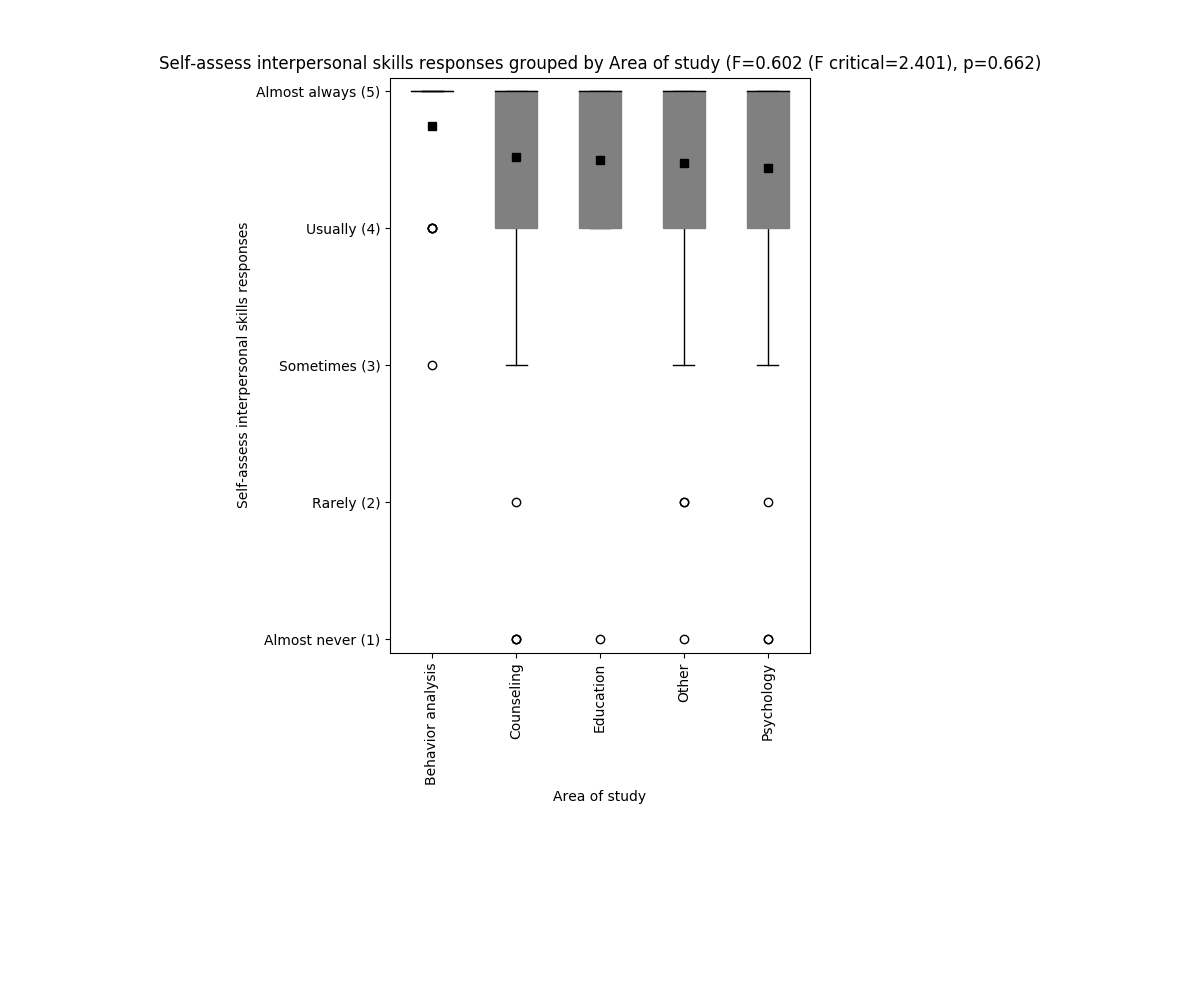 Self-assess interpersonal skills responses grouped by Area of study (F=0.602 (F critical=2.401), p=0.662)
Self-assess interpersonal skills responses
Almost always (5)
Usually (4)
Sometimes (3)
Rarely (2)
Almost never (1)
Behavior analysis
Counseling
Education
Other
Psychology
Area of study